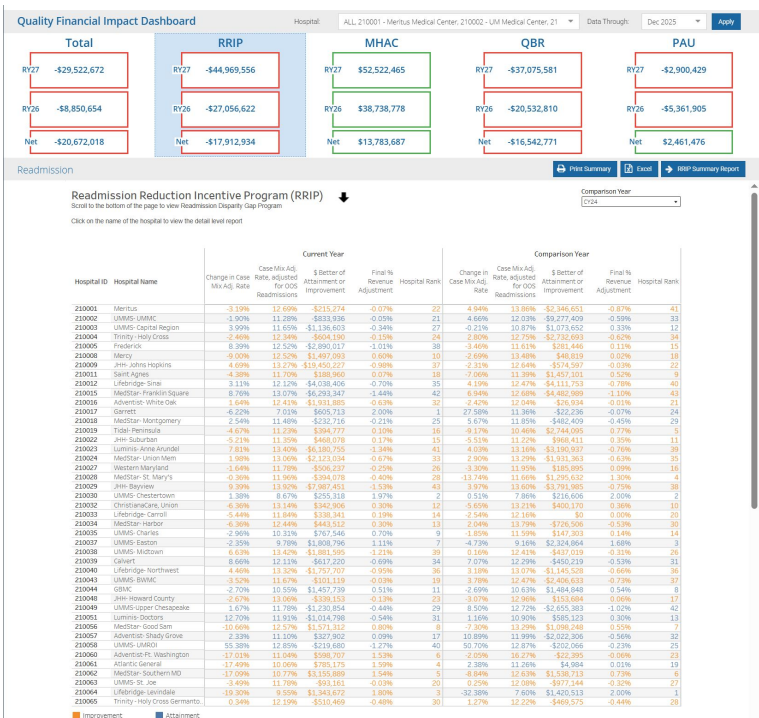 Quality Financial Impact Dashboard Hospital: ALL, 210001 - Meritus Medical Center, 210002 - UM Medical Center, 21 Data Through: Dec 2025 Apply
Total RRIP MHAC QBR PAU
RY27 -$29,522,672 RY27 -$44,969,556 RY27 $52,522,465 RY27 -$37,075,581 RY27 -$2,900,429
RY26 -$8,850,654 RY26 -$27,056,622 RY26 $38,738,778 RY26 -$20,532,810 RY26 -$5,361,905
Net -$20,672,018 Net -$17,912,934 Net $13,783,687 Net -$16,542,771 Net $2,461,476
Readmission Print Summary Excel RRIP Summary Report
Readmission Reduction Incentive Program (RRIP)
Scroll to the bottom of the page to view Readmission Disparity Gap Program
Comparison Year
CY24
Click on the name of the hospital to view the detail level report
Current Year Comparison Year
Hospital ID Hospital Name Change in Case Mix Adj. Rate Case Mix Adj. Rate, adjusted for OOS Readmissions $ Better of Attainment or Improvement Final % Revenue Adjustment Hospital Rank Change in Case Mix Adj. Rate Case Mix Adj. Rate, adjusted for OOS Readmissions $ Better of Attainment or Improvement Final % Revenue Adjustment Hospital Rank
210001 Meritus -3.19% 12.69% -$215,274 -0.07% 22 4.94% 13.86% -$2,346,651 -0.87% 41
210002 UMMS- UMMC 1.90% 11.28% -$833,936 -0.05% 21 4.66% 12.03% -$9,277,409 -0.59% 33
210003 UMMS- Capital Region 3.99% 11.65% -$1,136,603 -0.34% 27 -0.21% 10.87% $1,073,652 0.33% 12
210004 Trinity - Holy Cross -2.46% 12.34% -$604,190 -0.15% 24 2.80% 12.75% -$2,732,693 -0.62% 34
210005 Frederick 8.39% 12.52% -$2,890,017 -1.01% 38 -3.46% 11.61% $281,446 0.11% 15
210008 Mercy -9.00% 12.52% $1,497,093 0.60% 10 -2.69% 13.48% $48,819 0.02% 18
210009 JHH- Johns Hopkins 4.69% 13.27% -$19,450,227 -0.98% 37 -2.31% 12.64% -$574,597 -0.03% 22
210011 Saint Agnes -4.38% 11.70% $188,960 0.07% 18 -7.06% 11.39% $1,457,101 0.52% 9
210012 Lifebridge- Sinai 3.11% 12.12% -$4,038,406 -0.70% 35 4.19% 12.47% -$4,111,753 -0.78% 40
210015 MedStar- Franklin Square 8.76% 13.07% -$6,293,447 -1.44% 42 6.94% 12.68% -$4,482,989 -1.10% 43
210016 Adventist- White Oak 1.64% 12.41% -$1,931,885 -0.63% 32 -2.42% 12.04% -$26,934 -0.01% 21
210017 Garrett -6.22% 7.01% $605,713 2.00% 1 27.58% 11.36% -$22,236 -0.07% 24
210018 MedStar- Montgomery 2.54% 11.48% -$232,716 -0.21% 25 5.67% 11.85% -$482,409 -0.45% 29
210019 Tidal- Peninsula -4.67% 11.23% $394,777 0.10% 16 -9.17% 10.46% $2,744,095 0.77% 5
210022 JHH- Suburban -5.21% 11.35% $468,078 0.17% 15 -5.51% 11.22% $968,411 0.35% 11
210023 Luminis- Anne Arundel 7.81% 13.40% -$6,180,755 -1.34% 41 4.03% 13.16% -$3,190,937 -0.76% 39
210024 MedStar- Union Mem 1.98% 13.06% -$2,123,034 -0.67% 33 2.90% 13.29% -$1,931,363 -0.63% 35
210027 Western Maryland -1.64% 11.78% -$506,237 -0.25% 26 -3.30% 11.95% $185,895 0.09% 16
210028 MedStar- St. Mary's -0.36% 11.96% -$394,078 -0.40% 28 -13.74% 11.66% $1,295,632 1.30% 4
210029 JHH- Bayview 9.39% 13.92% -$7,987,451 -1.53% 43 3.97% 13.60% -$3,791,985 -0.75% 38
210030 UMMS- Chestertown 1.38% 8.67% $255,318 1.97% 2 0.51% 7.86% $216,606 2.00% 2
210032 ChristianaCare, Union -6.36% 13.14% $342,906 0.30% 12 -5.65% 13.21% $400,170 0.36% 10
210033 Lifebridge- Carroll -5.44% 11.84% $338,341 0.19% 14 -2.54% 12.16% $0 0.00% 20
210034 MedStar- Harbor -6.36% 12.44% $443,512 0.30% 13 2.04% 13.79% -$726,506 -0.53% 30
210035 UMMS- Charles -2.96% 10.31% $767,546 0.70% 9 -1.85% 11.59% $147,303 0.14% 14
210037 UMMS- Easton -2.35% 9.78% $1,808,796 1.11% 7 -4.73% 9.16% $2,324,864 1.68% 3
210038 UMMS- Midtown 6.63% 13.42% -$1,881,595 -1.21% 39 0.16% 12.41% -$437,019 -0.31% 26
210039 Calvert 8.66% 12.11% -$617,220 -0.69% 34 7.07% 12.29% -$450,219 -0.53% 31
210040 Lifebridge- Northwest 4.46% 13.32% -$1,757,707 -0.95% 36 3.18% 13.07% -$1,145,528 -0.66% 36
210043 UMMS- BWMC -3.52% 11.67% -$101,119 -0.03% 19 3.78% 12.47% -$2,406,633 -0.73% 37
210044 GBMC -2.70% 10.55% $1,457,739 0.51% 11 -2.69% 10.63% $1,484,848 0.54% 8
210048 JHH- Howard County -2.67% 13.06% -$339,153 -0.13% 23 -3.07% 12.96% $153,684 0.06% 17
210049 UMMS-Upper Chesapeake 1.67% 11.78% -$1,230,854 -0.44% 29 8.50% 12.72% -$2,655,383 -1.02% 42
210051 Luminis- Doctors 12.70% 11.91% -$1,014,798 -0.54% 31 1.16% 10.90% $585,123 0.30% 13
210056 MedStar- Good Sam -10.66% 12.57% $1,571,312 0.80% 8 -7.30% 13.29% $1,098,248 0.55% 7
210057 Adventist- Shady Grove 2.33% 11.10% $327,902 0.09% 17 10.89% 11.99% -$2,022,306 -0.56% 32
210058 UMMS- UMROI 55.38% 12.85% -$219,680 -1.27% 40 50.70% 12.87% -$202,066 -0.23% 25
210060 Adventist-Ft. Washington -17.01% 11.04% $598,707 1.53% 6 -2.05% 16.27% -$22,395 -0.06% 23
210061 Atlantic General -17.49% 10.06% $785,175 1.59% 4 2.38% 11.26% $4,984 0.01% 19
210062 MedStar- Southern MD -17.09% 10.77% $3,155,889 1.54% 5 -8.84% 12.63% $1,538,713 0.73% 6
210063 UMMS- St. Joe -3.49% 11.78% -$93,161 -0.03% 20 0.25% 12.08% -$977,144 -0.32% 27
210064 Lifebridge- Levindale -19.30% 9.55% $1,343,672 1.80% 3 -32.38% 7.60% $1,420,513 2.00% 1
210065 Trinity - Holy Cross Germanto.. 0.34% 12.19% -$510,469 -0.48% 30 1.27% 12.22% -$469,575 -0.44% 28
Improvement Attainment